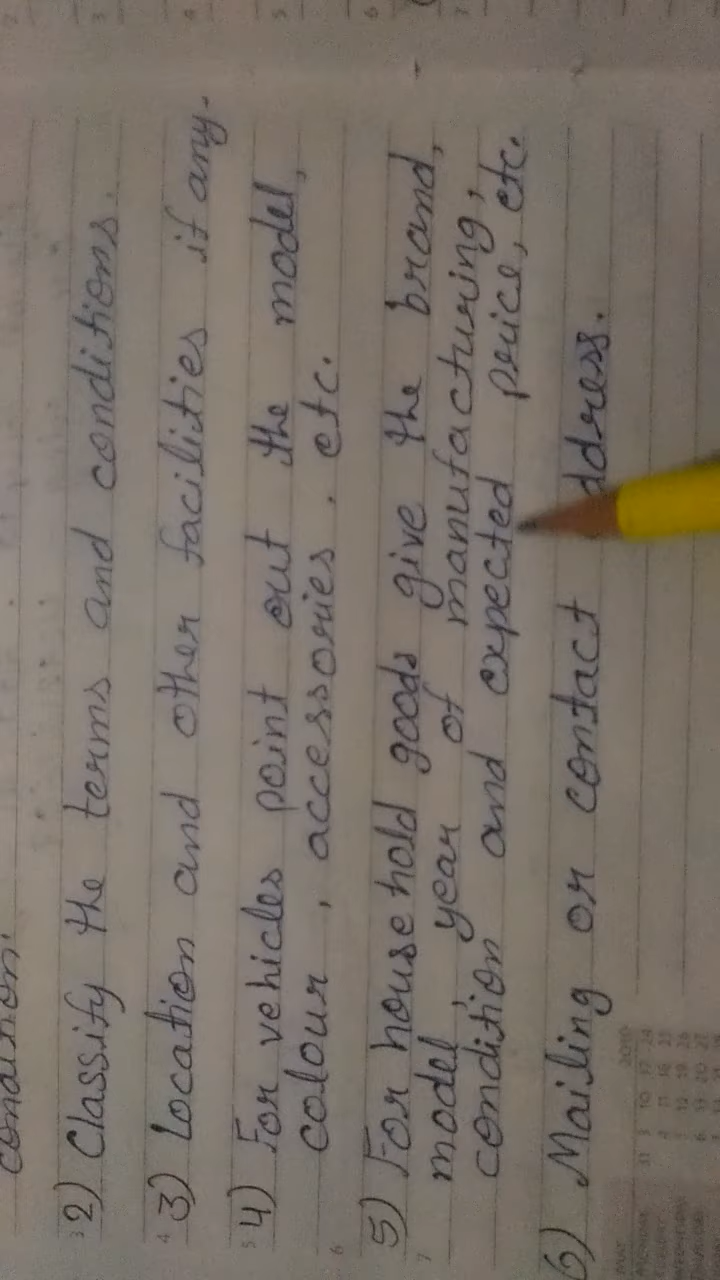 condition.
2) Classify the terms and conditions.
3) Location and other facilities if any.
4) For vehicles point out the model,
colour, accessories. etc.
5) For house hold goods give the brand,
model, year of manufacturing,
condition and expected price, etc.
6) Mailing or contact ddress.